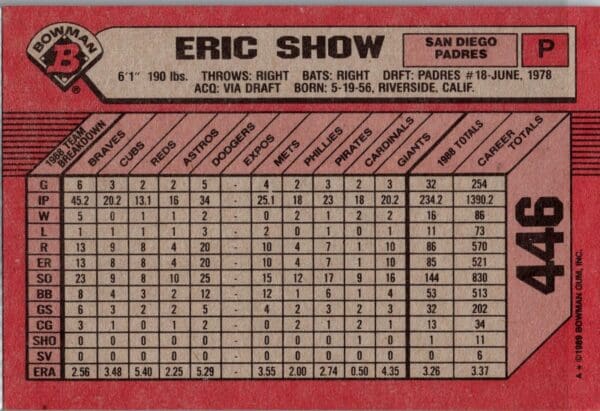 BOWMAN
B
®
ERIC SHOW
SAN DIEGO
PADRES
P
6'1" 190 lbs. THROWS: RIGHT BATS: RIGHT DRFT: PADRES #18-JUNE, 1978
ACQ: VIA DRAFT BORN: 5-19-56, RIVERSIDE, CALIF.
1988 TEAM BREAKDOWN BRAVES CUBS REDS ASTROS DODGERS EXPOS METS PHILLIES PIRATES CARDINALS GIANTS 1988 TOTALS CAREER TOTALS
G 6 3 2 2 5 - 4 2 3 2 3 32 254
IP 45.2 20.2 13.1 16 34 - 25.1 18 23 18 20.2 234.2 1390.2
W 5 0 1 1 2 - 0 2 1 2 2 16 86
L 1 1 1 1 3 - 2 0 1 0 1 11 73
R 13 9 8 4 20 - 10 4 7 1 10 86 570
ER 13 8 8 4 20 - 10 4 7 1 10 85 521
SO 23 9 8 10 25 - 15 12 17 9 16 144 830
BB 8 4 3 2 12 - 12 1 6 1 4 53 513
GS 6 3 2 2 5 - 4 2 3 2 3 32 202
CG 3 1 0 1 2 - 0 2 1 2 1 13 34
SHO 0 0 0 0 0 - 0 0 0 1 0 1 11
SV 0 0 0 0 0 - 0 0 0 0 0 0 6
ERA 2.56 3.48 5.40 2.25 5.29 - 3.55 2.00 2.74 0.50 4.35 3.26 3.37
446
A * ©1989 BOWMAN GUM, INC.